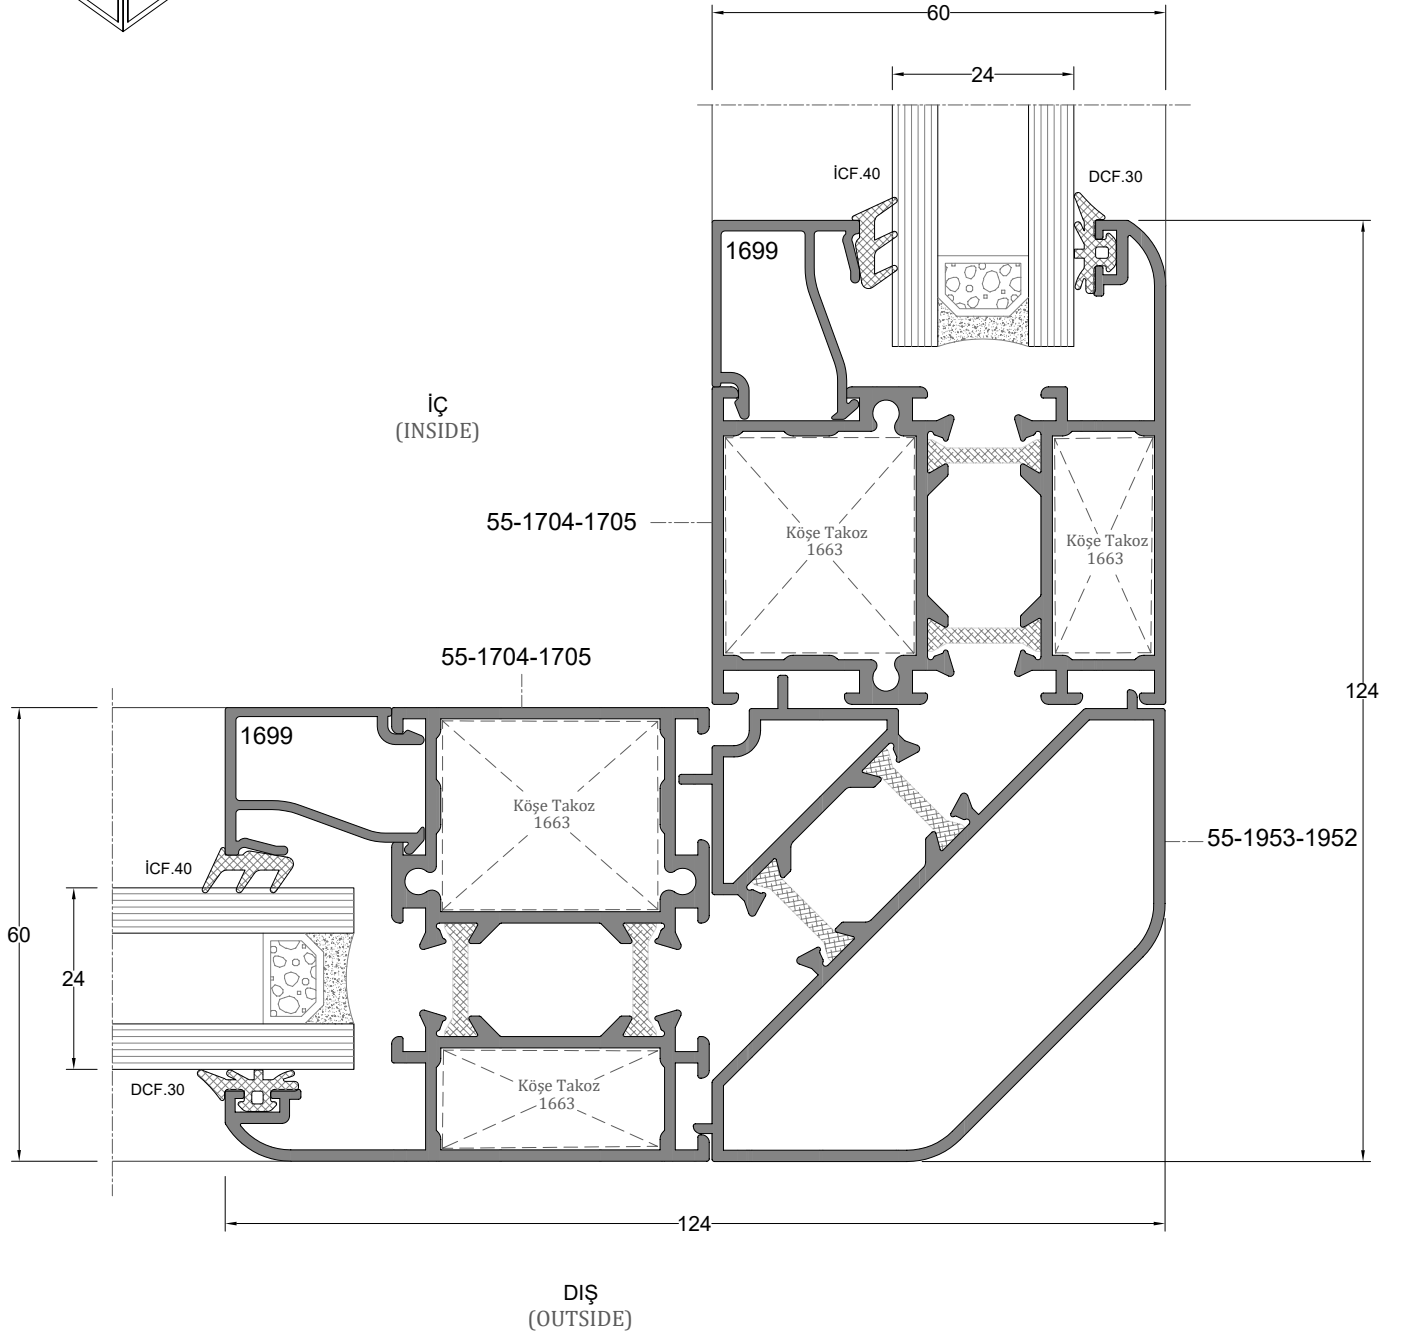 60
24
İCF.40
DCF.30
1699
İÇ
(INSIDE)
55-1704-1705
Köşe Takoz
1663
Köşe Takoz
1663
55-1704-1705
124
1699
Köşe Takoz
1663
55-1953-1952
İCF.40
60
24
DCF.30
Köşe Takoz
1663
124
DIŞ
(OUTSIDE)